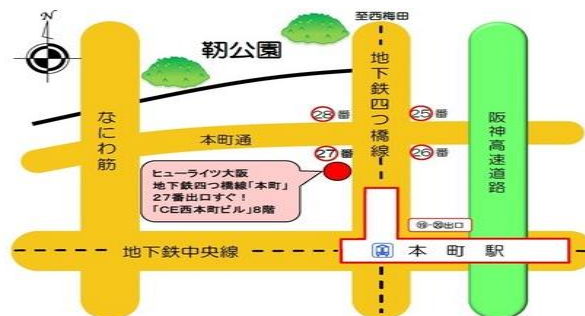 N
至西梅田
靭公園
地下鉄四つ橋線
なにわ筋
阪神高速道路
28番
25番
本町通
27番
26番
ヒューライツ大阪
地下鉄四つ橋線「本町」
27番出口すぐ!
「CE西本町ビル」8階
出口
地下鉄中央線
本町駅